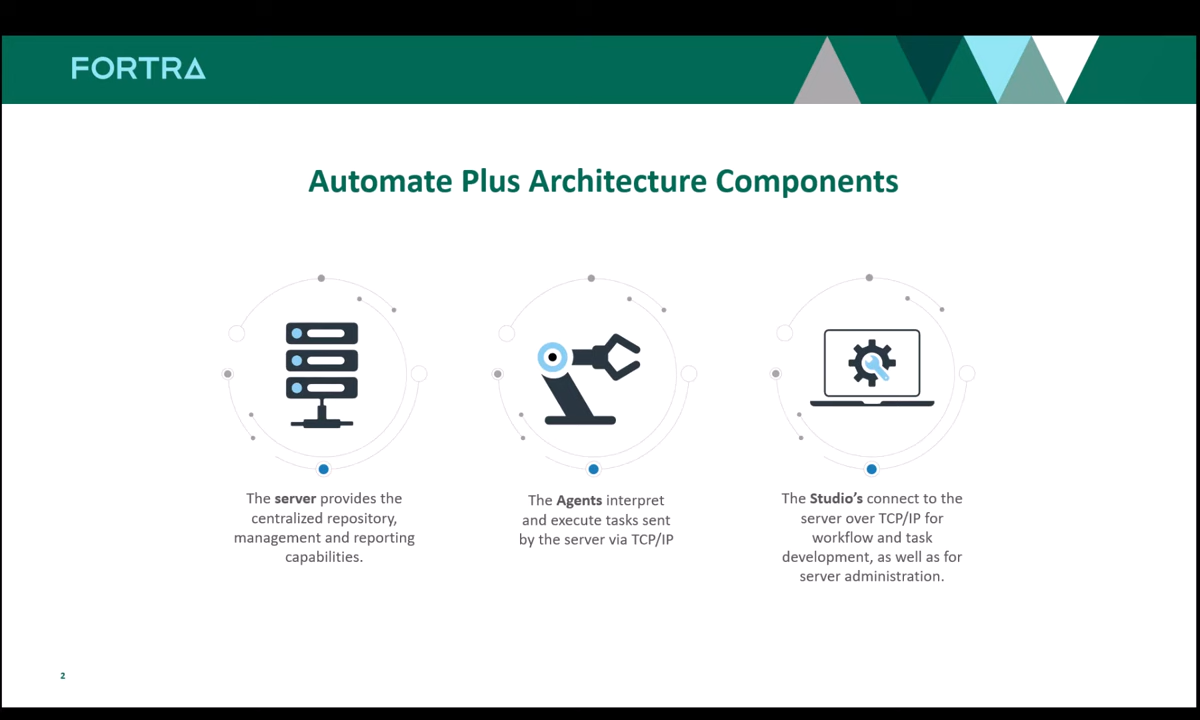 FORTRA
Automate Plus Architecture Components
The server provides the
centralized repository,
management and reporting
capabilities.
The Agents interpret
and execute tasks sent
by the server via TCP/IP
The Studio’s connect to the
server over TCP/IP for
workflow and task
development, as well as for
server administration.
2